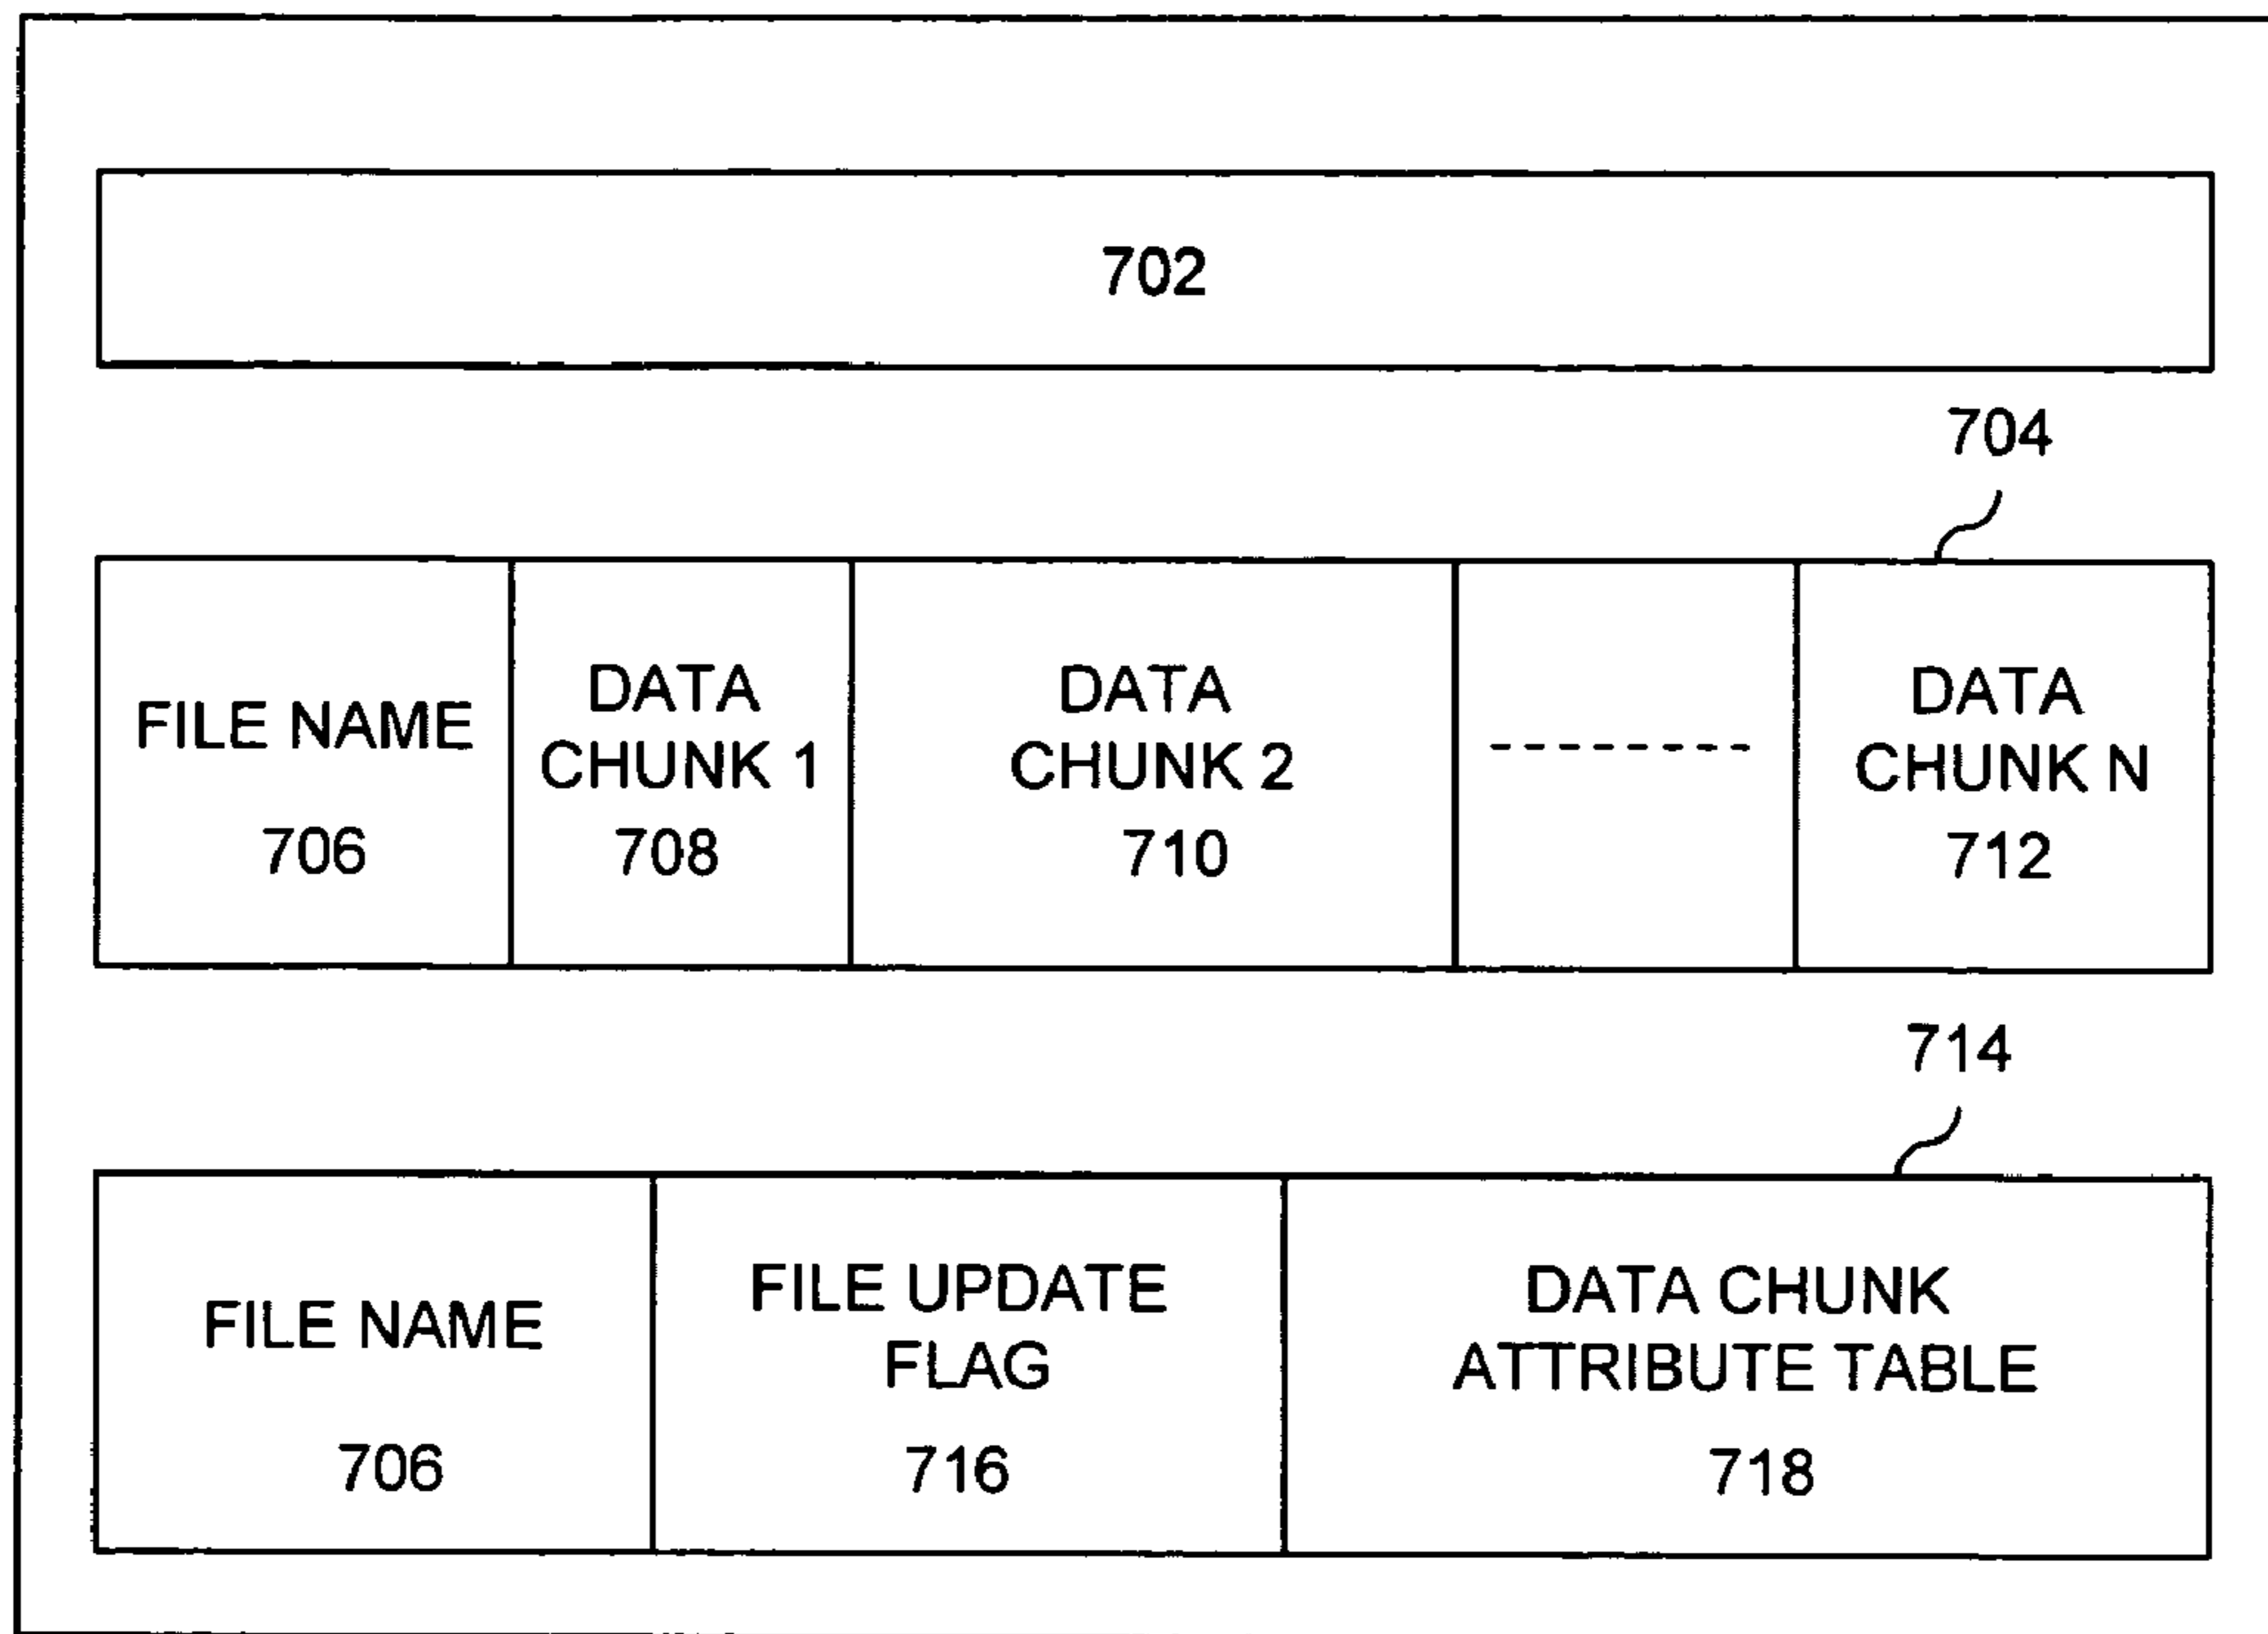 702
704
FILE NAME
706
DATA
CHUNK 1
708
DATA
CHUNK 2
710
--------
DATA
CHUNK N
712
714
FILE NAME
706
FILE UPDATE
FLAG
716
DATA CHUNK
ATTRIBUTE TABLE
718